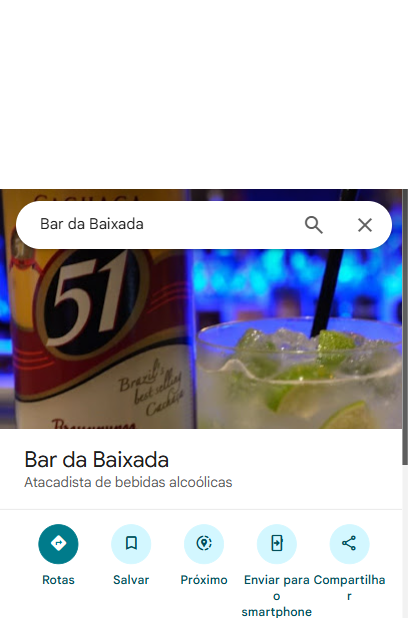 CACHAÇA
Bar da Baixada
51
Brazil's
best selling
Cachaça
Bar da Baixada
Atacadista de bebidas alcoólicas
Rotas
Salvar
Próximo
Enviar para o smartphone
Compartilhar